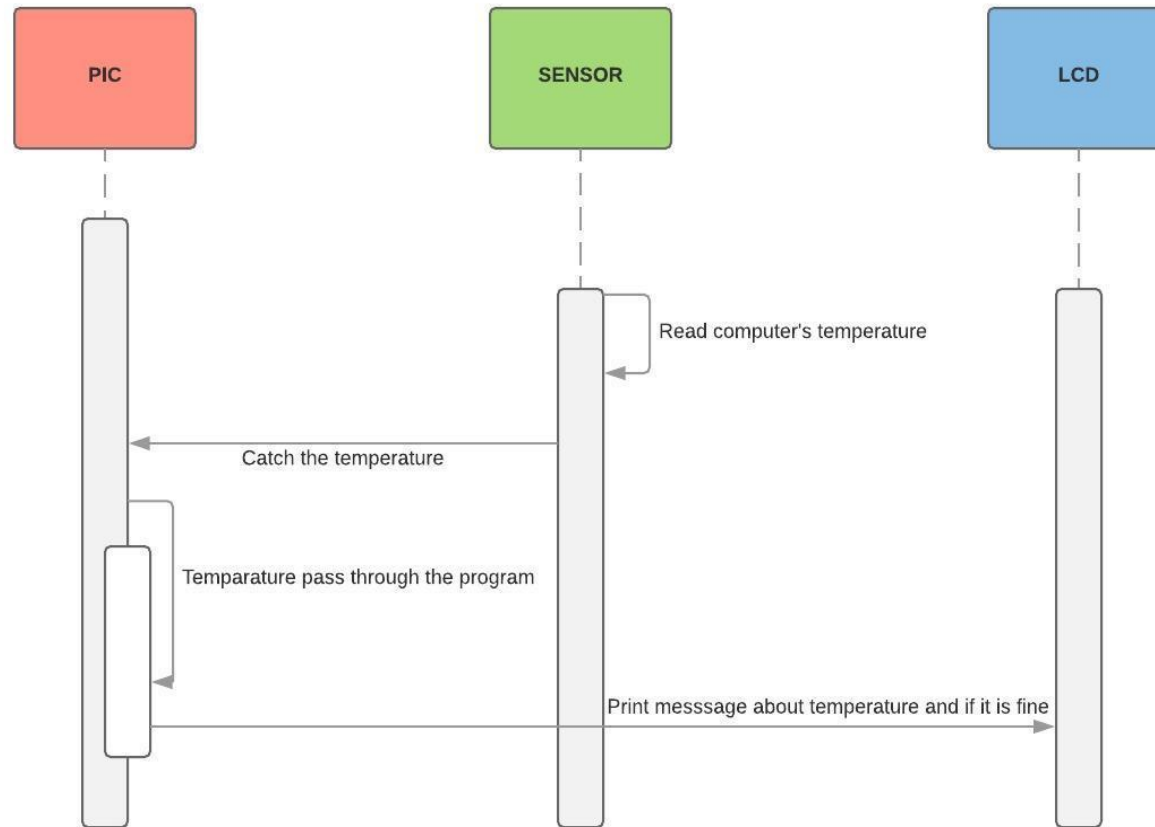 PIC
SENSOR
LCD
Read computer's temperature
Catch the temperature
Temparature pass through the program
Print messsage about temperature and if it is fine